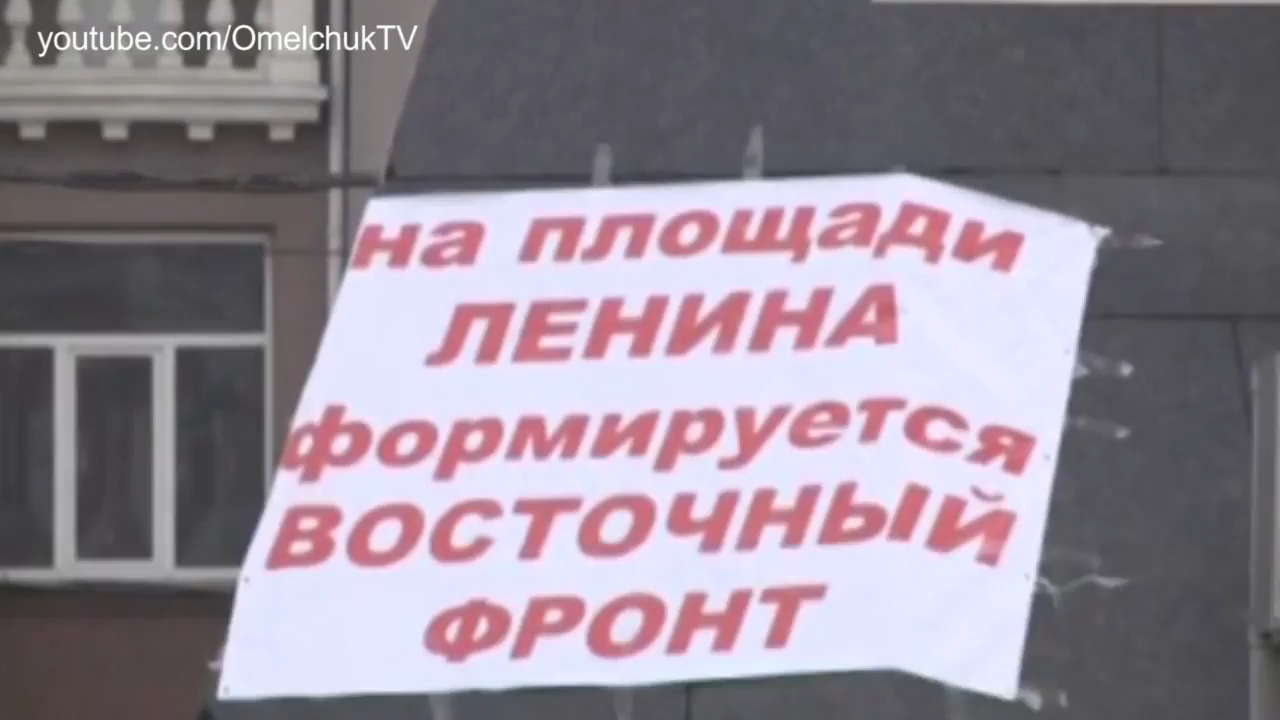 youtube.com/OmelchukTV
на площади
ЛЕНИНА
формируется
ВОСТОЧНЫЙ
ФРОНТ